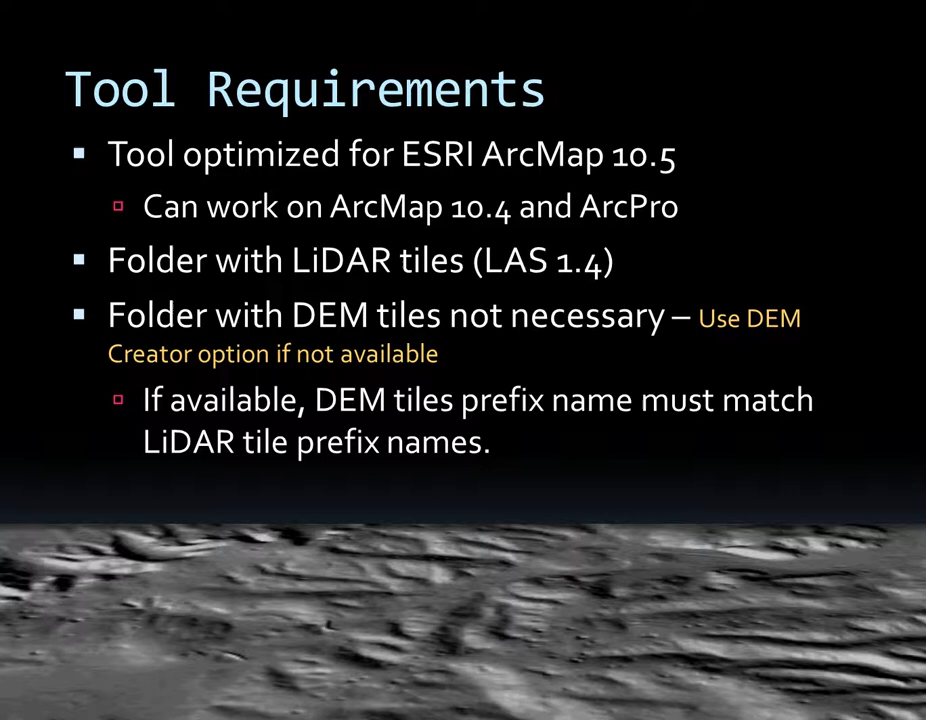 Tool Requirements
Tool optimized for ESRI ArcMap 10.5
Can work on ArcMap 10.4 and ArcPro
Folder with LiDAR tiles (LAS 1.4)
Folder with DEM tiles not necessary – Use DEM
Creator option if not available
If available, DEM tiles prefix name must match
LiDAR tile prefix names.